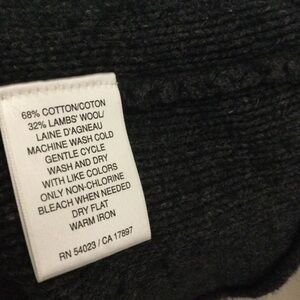 68% COTTON/COTON
32% LAMBS' WOOL/
LAINE D'AGNEAU
MACHINE WASH COLD
GENTLE CYCLE
WASH AND DRY
WITH LIKE COLORS
ONLY NON-CHLORINE
BLEACH WHEN NEEDED
DRY FLAT
WARM IRON
RN 54023 / CA 17897